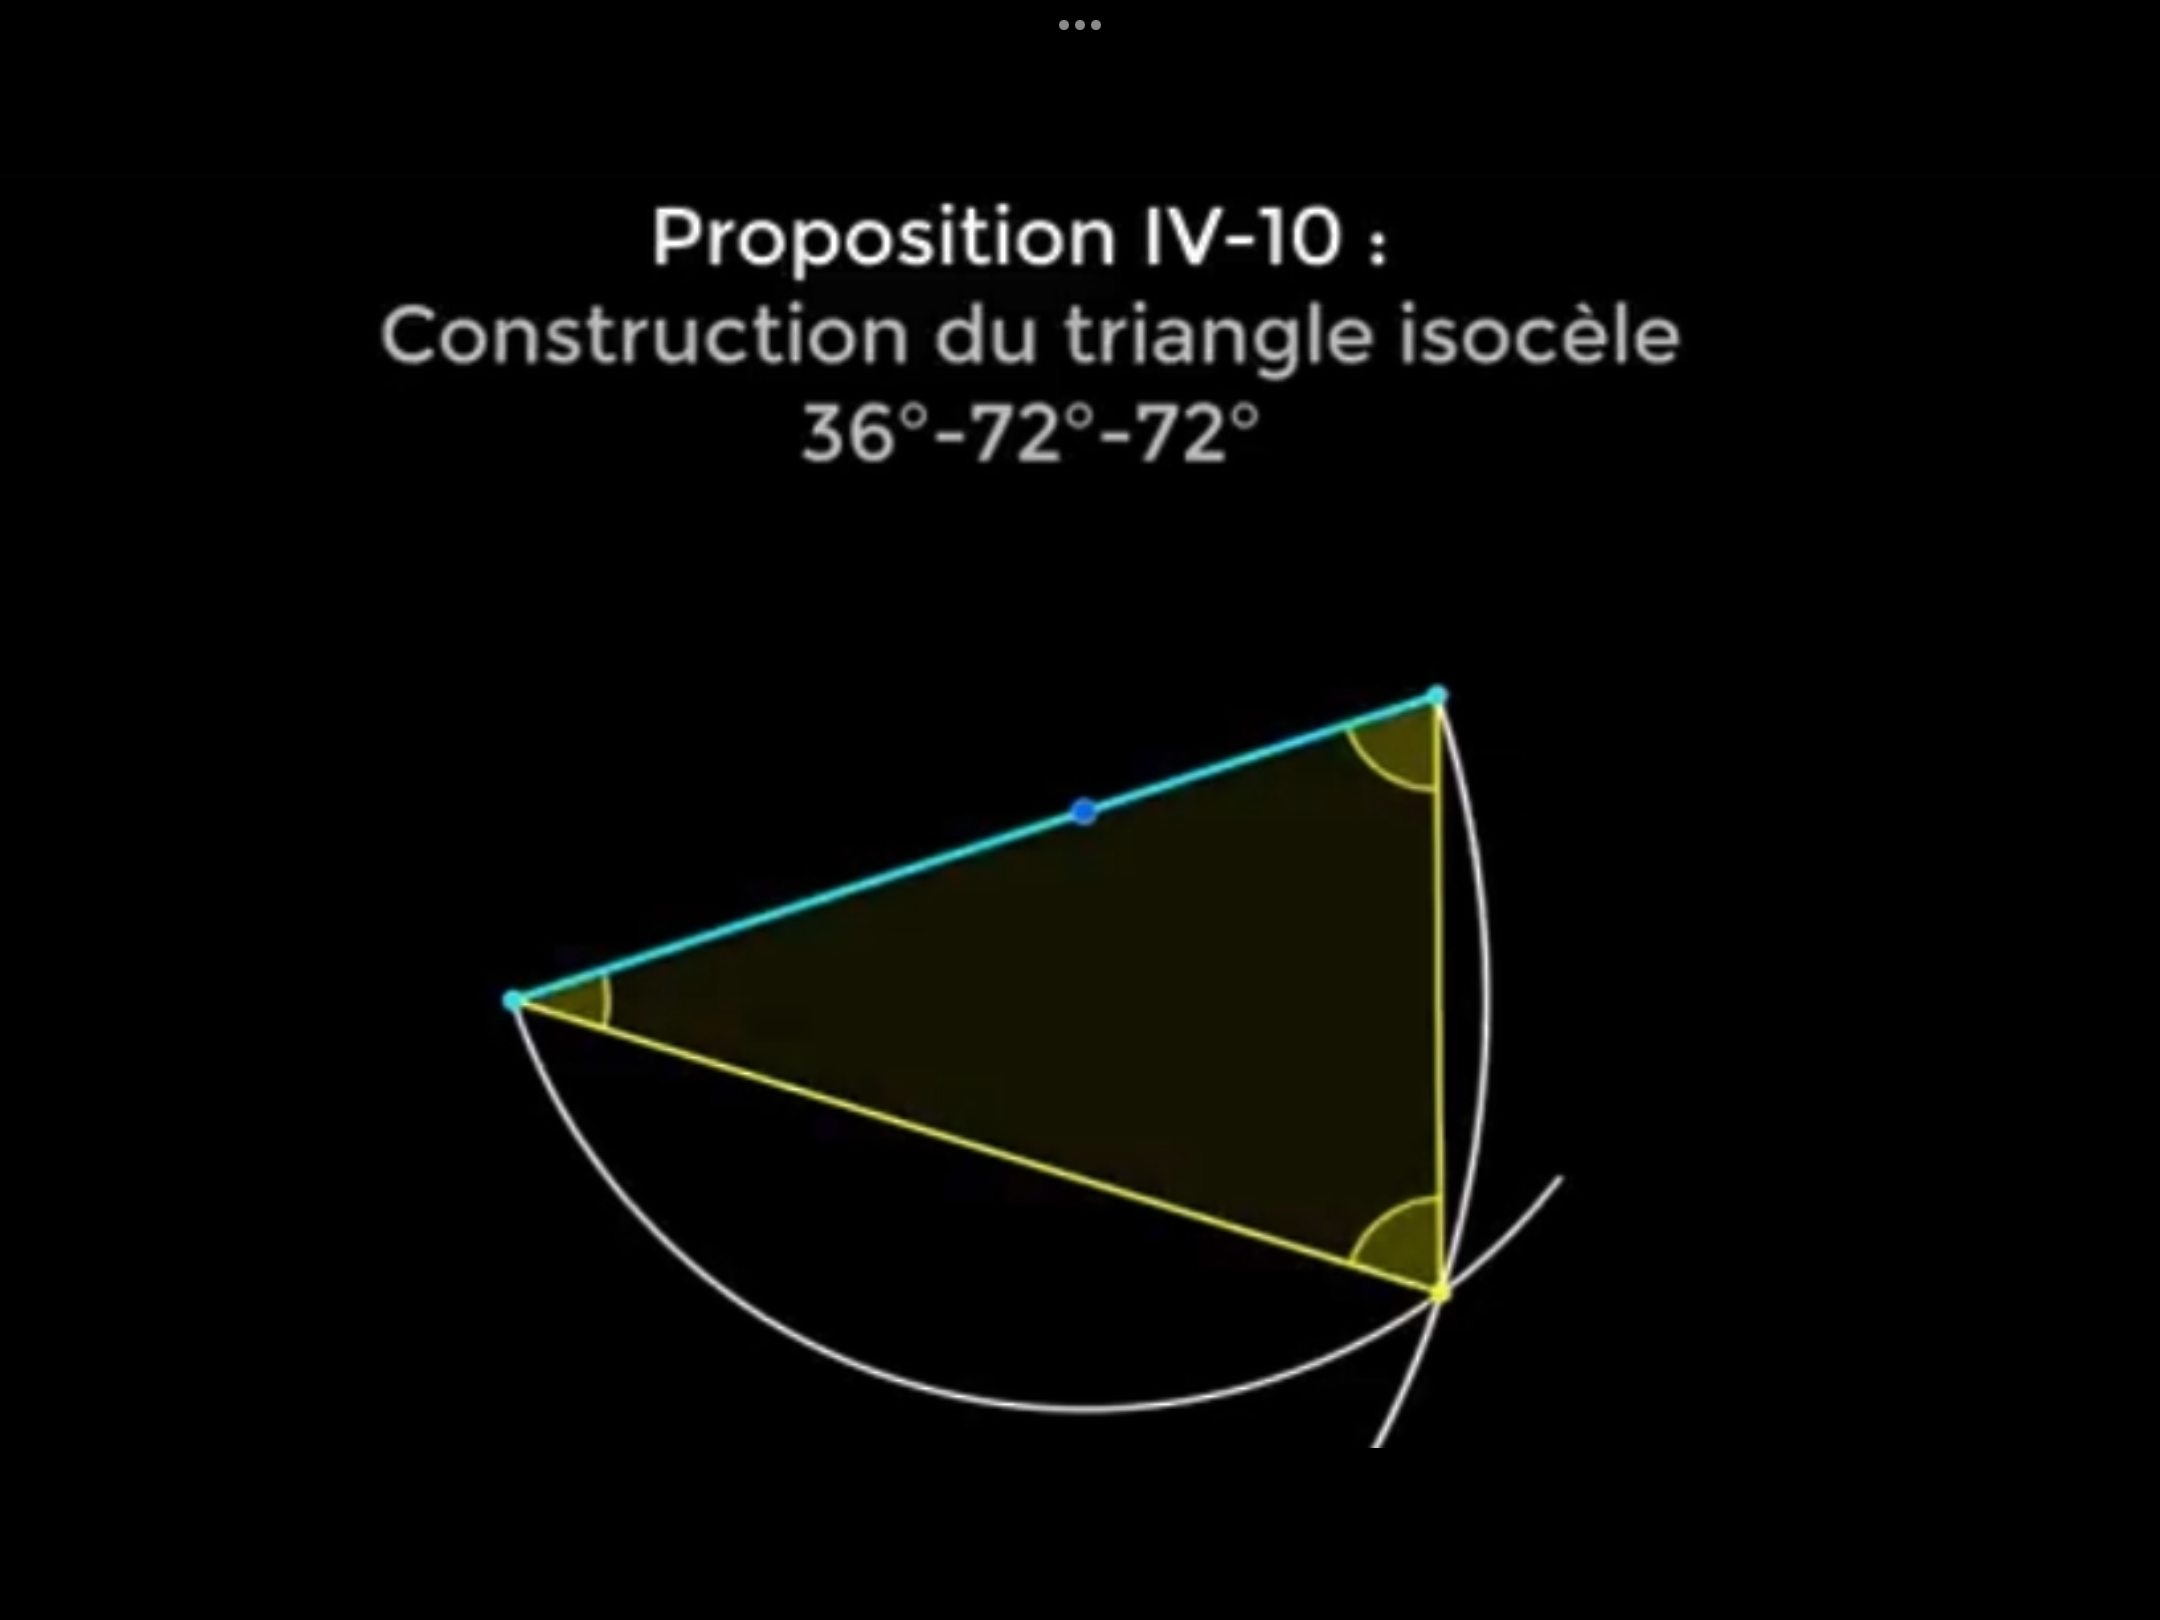 Proposition IV-10 :
Construction du triangle isocèle
36°-72°-72°